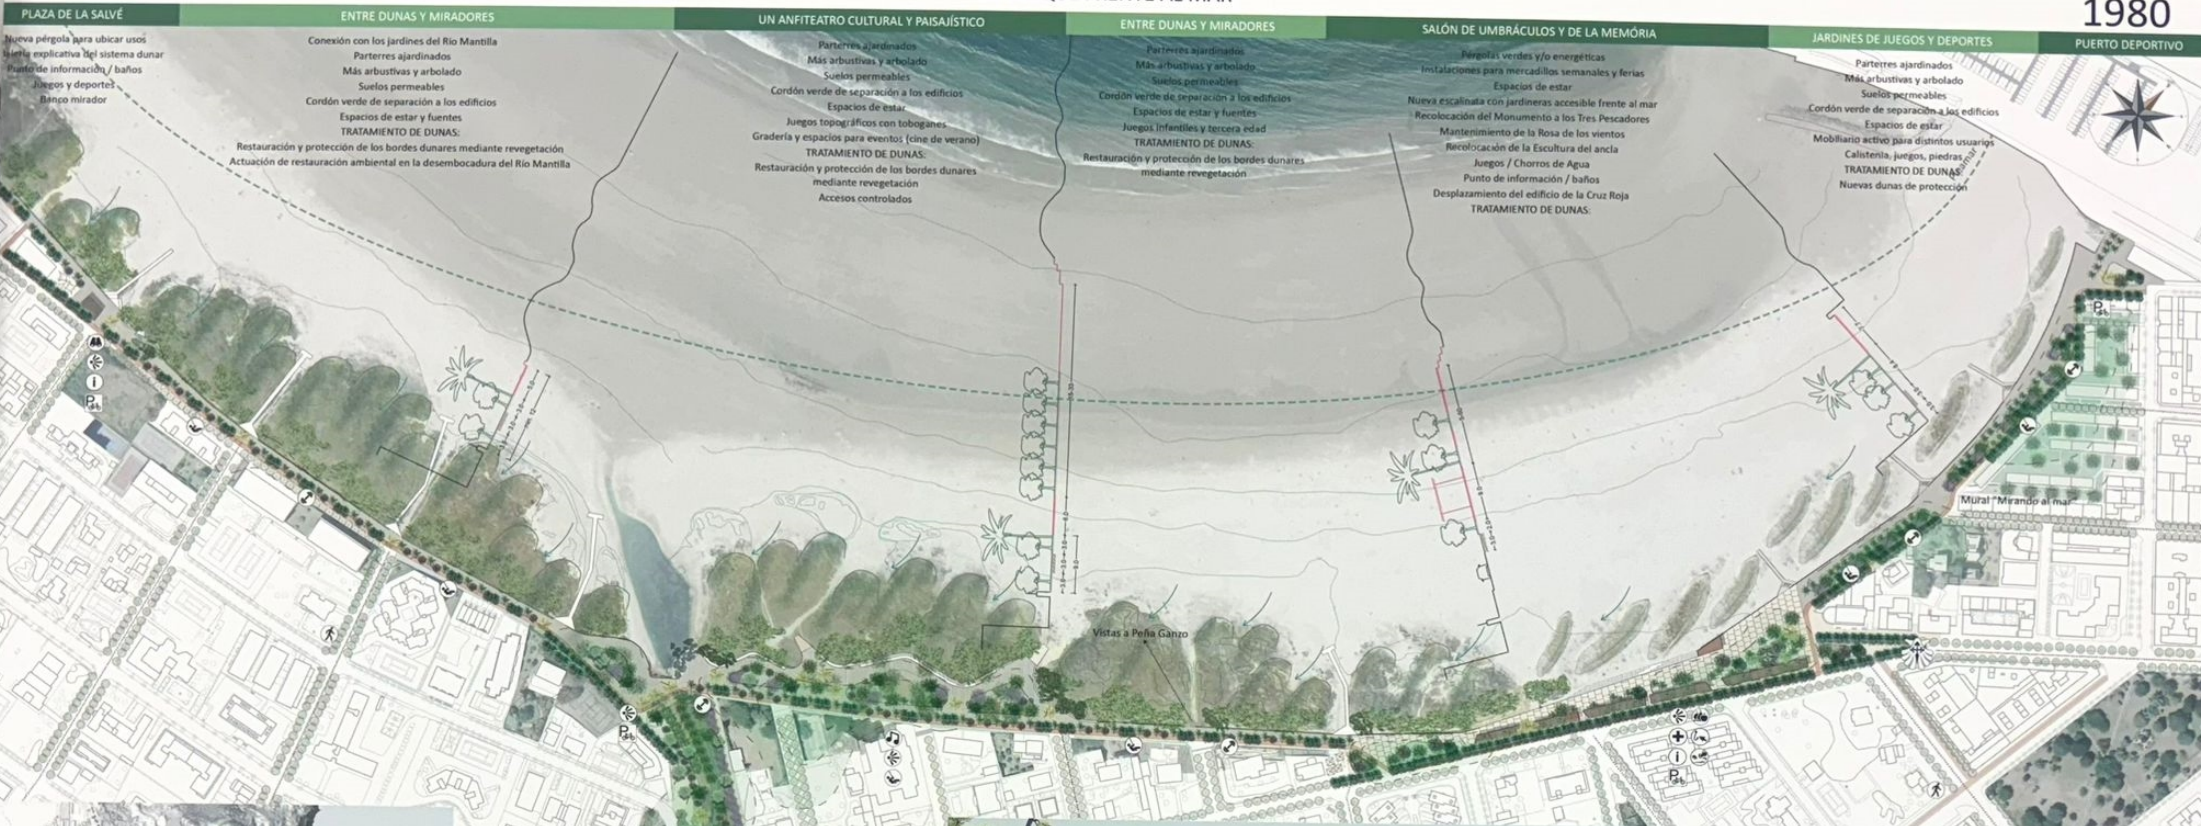 1980
PLAZA DE LA SALVÉ
Nueva pérgola para ubicar usos
explicativa del sistema dunar
Punto de información / baños
Juegos y deportes
Banco mirador
ENTRE DUNAS Y MIRADORES
Conexión con los jardines del Río Mantilla
Parterres ajardinados
Más arbustivas y arbolado
Suelos permeables
Cordón verde de separación a los edificios
Espacios de estar y fuentes
TRATAMIENTO DE DUNAS:
Restauración y protección de los bordes dunares mediante revegetación
Actuación de restauración ambiental en la desembocadura del Río Mantilla
UN ANFITEATRO CULTURAL Y PAISAJÍSTICO
Parterres ajardinados
Más arbustivas y arbolado
Suelos permeables
Cordón verde de separación a los edificios
Espacios de estar
Juegos topográficos con toboganes
Gradería y espacios para eventos (cine de verano)
TRATAMIENTO DE DUNAS:
Restauración y protección de los bordes dunares
mediante revegetación
Accesos controlados
ENTRE DUNAS Y MIRADORES
Parterres ajardinados
Más arbustivas y arbolado
Suelos permeables
Cordón verde de separación a los edificios
Espacios de estar y fuentes
Juegos infantiles y tercera edad
TRATAMIENTO DE DUNAS:
Restauración y protección de los bordes dunares
mediante revegetación
SALÓN DE UMBRÁCULOS Y DE LA MEMÓRIA
Pérgolas verdes y/o energéticas
Instalaciones para mercadillos semanales y ferias
Espacios de estar
Nueva escalinata con jardineras accesible frente al mar
Recolocación del Monumento a los Tres Pescadores
Mantenimiento de la Rosa de los vientos
Recolocación de la Escultura del ancla
Juegos / Chorros de Agua
Punto de información / baños
Desplazamiento del edificio de la Cruz Roja
TRATAMIENTO DE DUNAS:
JARDINES DE JUEGOS Y DEPORTES
Parterres ajardinados
Más arbustivas y arbolado
Suelos permeables
Cordón verde de separación a los edificios
Espacios de estar
Mobiliario activo para distintos usuarios
Calistenia, juegos, piedras
TRATAMIENTO DE DUNAS:
Nuevas dunas de protección
PUERTO DEPORTIVO
Mural "Mirando al mar"
Vistas a Peña Ganzo